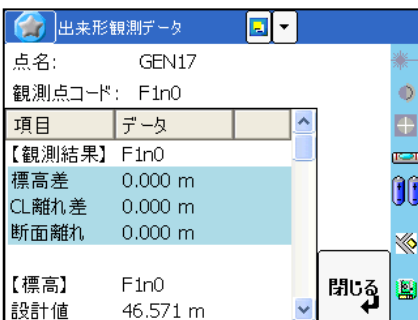 出来形観測データ
点名: GEN17
観測点コード: F1n0
項目 データ
【観測結果】 F1n0
標高差 0.000 m
CL離れ差 0.000 m
断面離れ 0.000 m
【標高】 F1n0
設計値 46.571 m
閉じる